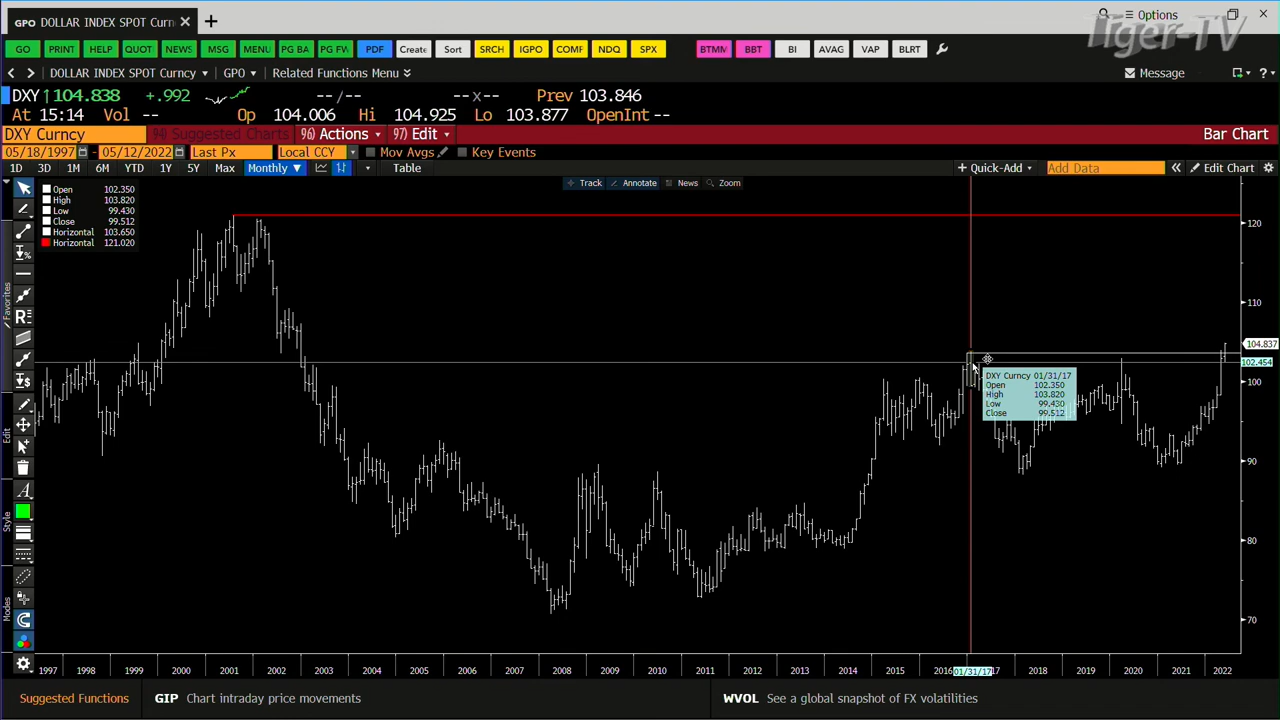 GPO DOLLAR INDEX SPOT Curn
Options
Tiger-TV
GO PRINT HELP QUOT NEWS MSG MENU PG BA PG FW PDF Create Sort SRCH IGPO COMF NDQ SPX BTMM BBT BI AVAG VAP BLRT
DOLLAR INDEX SPOT Curncy GPO Related Functions Menu Message ?
DXY ↑104.838 +.992 -- / -- -- x -- Prev 103.846
At 15:14 Vol -- Op 104.006 Hi 104.925 Lo 103.877 OpenInt --
DXY Curncy 94) Suggested Charts 96) Actions 97) Edit Bar Chart
05/18/1997 - 05/12/2022 Last Px Local CCY Mov Avgs Key Events
1D 3D 1M 6M YTD 1Y 5Y Max Monthly ▼ Table + Quick-Add Add Data « Edit Chart
Track Annotate News Zoom
Open 102.350
High 103.820
Low 99.430
Close 99.512
Horizontal 103.650
Horizontal 121.020
Favorites
Edit
Style
Modes
120
110
104.837
102.454
100
90
80
70
DXY Curncy 01/31/17
Open 102.350
High 103.820
Low 99.430
Close 99.512
1997 1998 1999 2000 2001 2002 2003 2004 2005 2006 2007 2008 2009 2010 2011 2012 2013 2014 2015 2016 01/31/17 17 2018 2019 2020 2021 2022
Suggested Functions GIP Chart intraday price movements WVOL See a global snapshot of FX volatilities